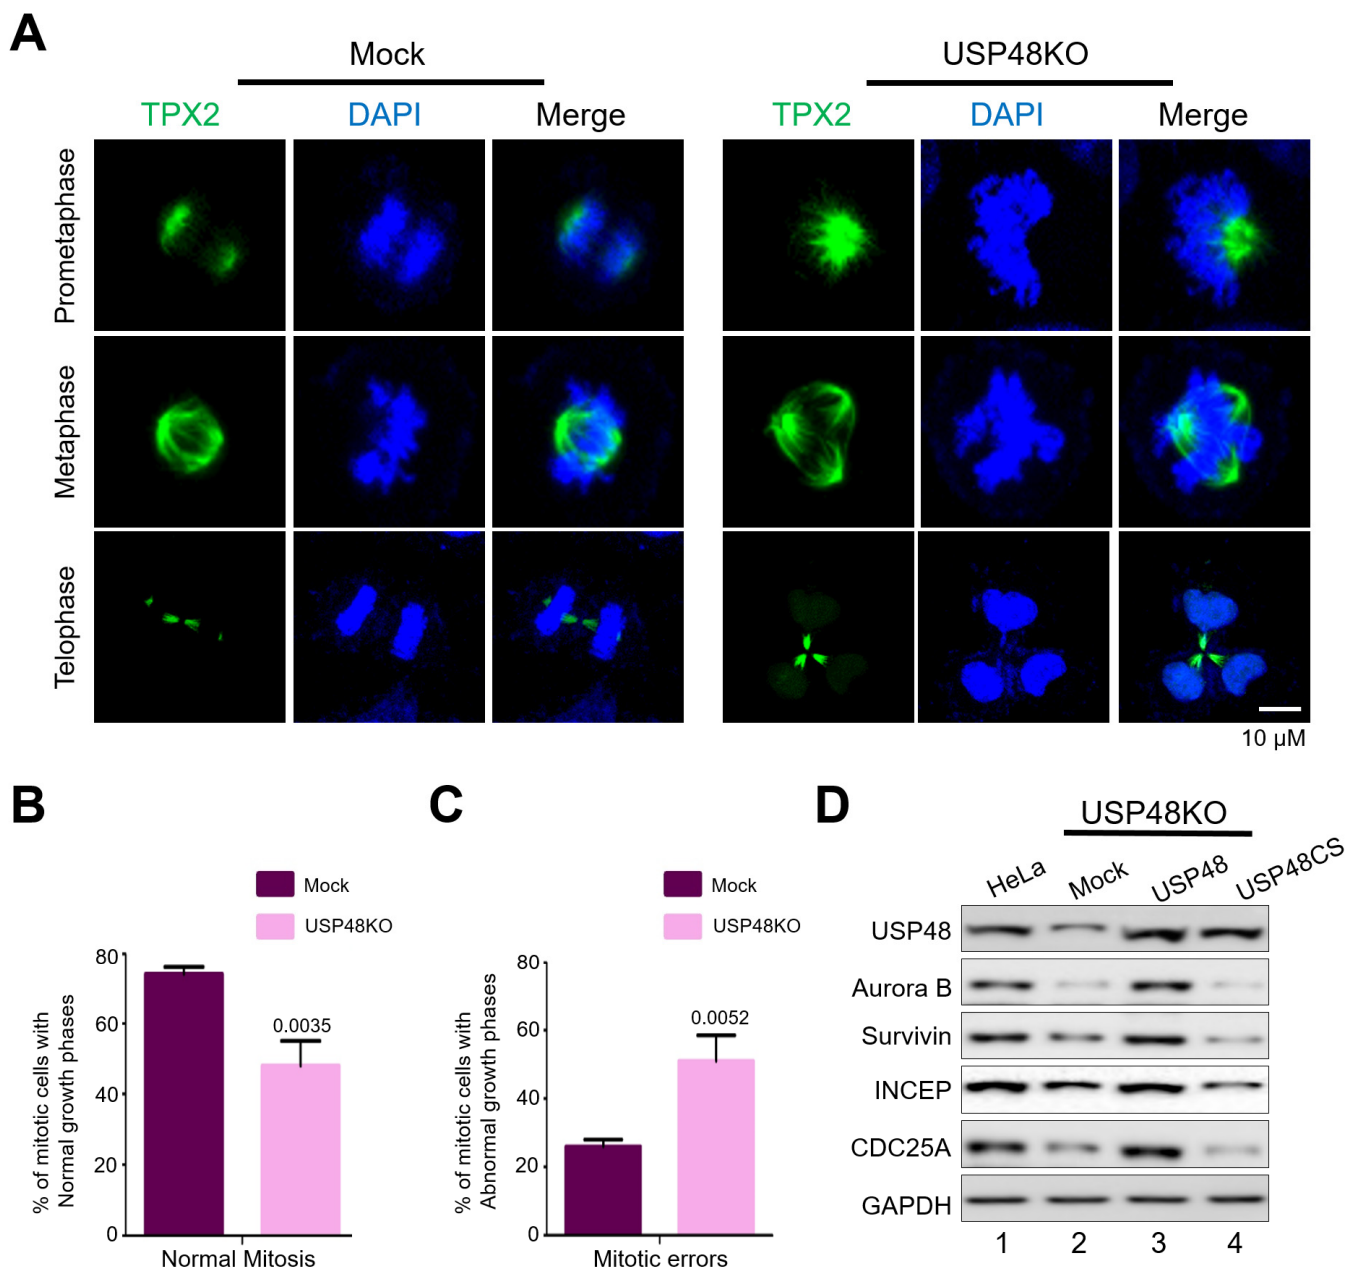 A
Mock
USP48KO
TPX2 DAPI Merge
TPX2 DAPI Merge
Prometaphase
Metaphase
Telophase
10 μM
B
Mock
USP48KO
% of mitotic cells with
Normal growth phases
80
60
40
20
0
0.0035
Normal Mitosis
C
Mock
USP48KO
% of mitotic cells with
Abnormal growth phases
80
60
40
20
0
0.0052
Mitotic errors
D
USP48KO
HeLa Mock USP48 USP48CS
USP48
Aurora B
Survivin
INCEP
CDC25A
GAPDH
1 2 3 4